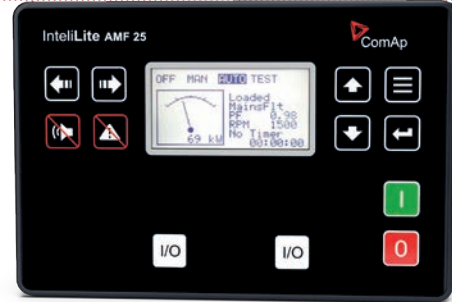 InteliLite AMF 25
ComAp
OFF MAN AUTO TEST
Loaded
MainsFlt
PF 0.98
RPM 1500
No Timer
00:00:00
69 kW
I
I/O
I/O
0